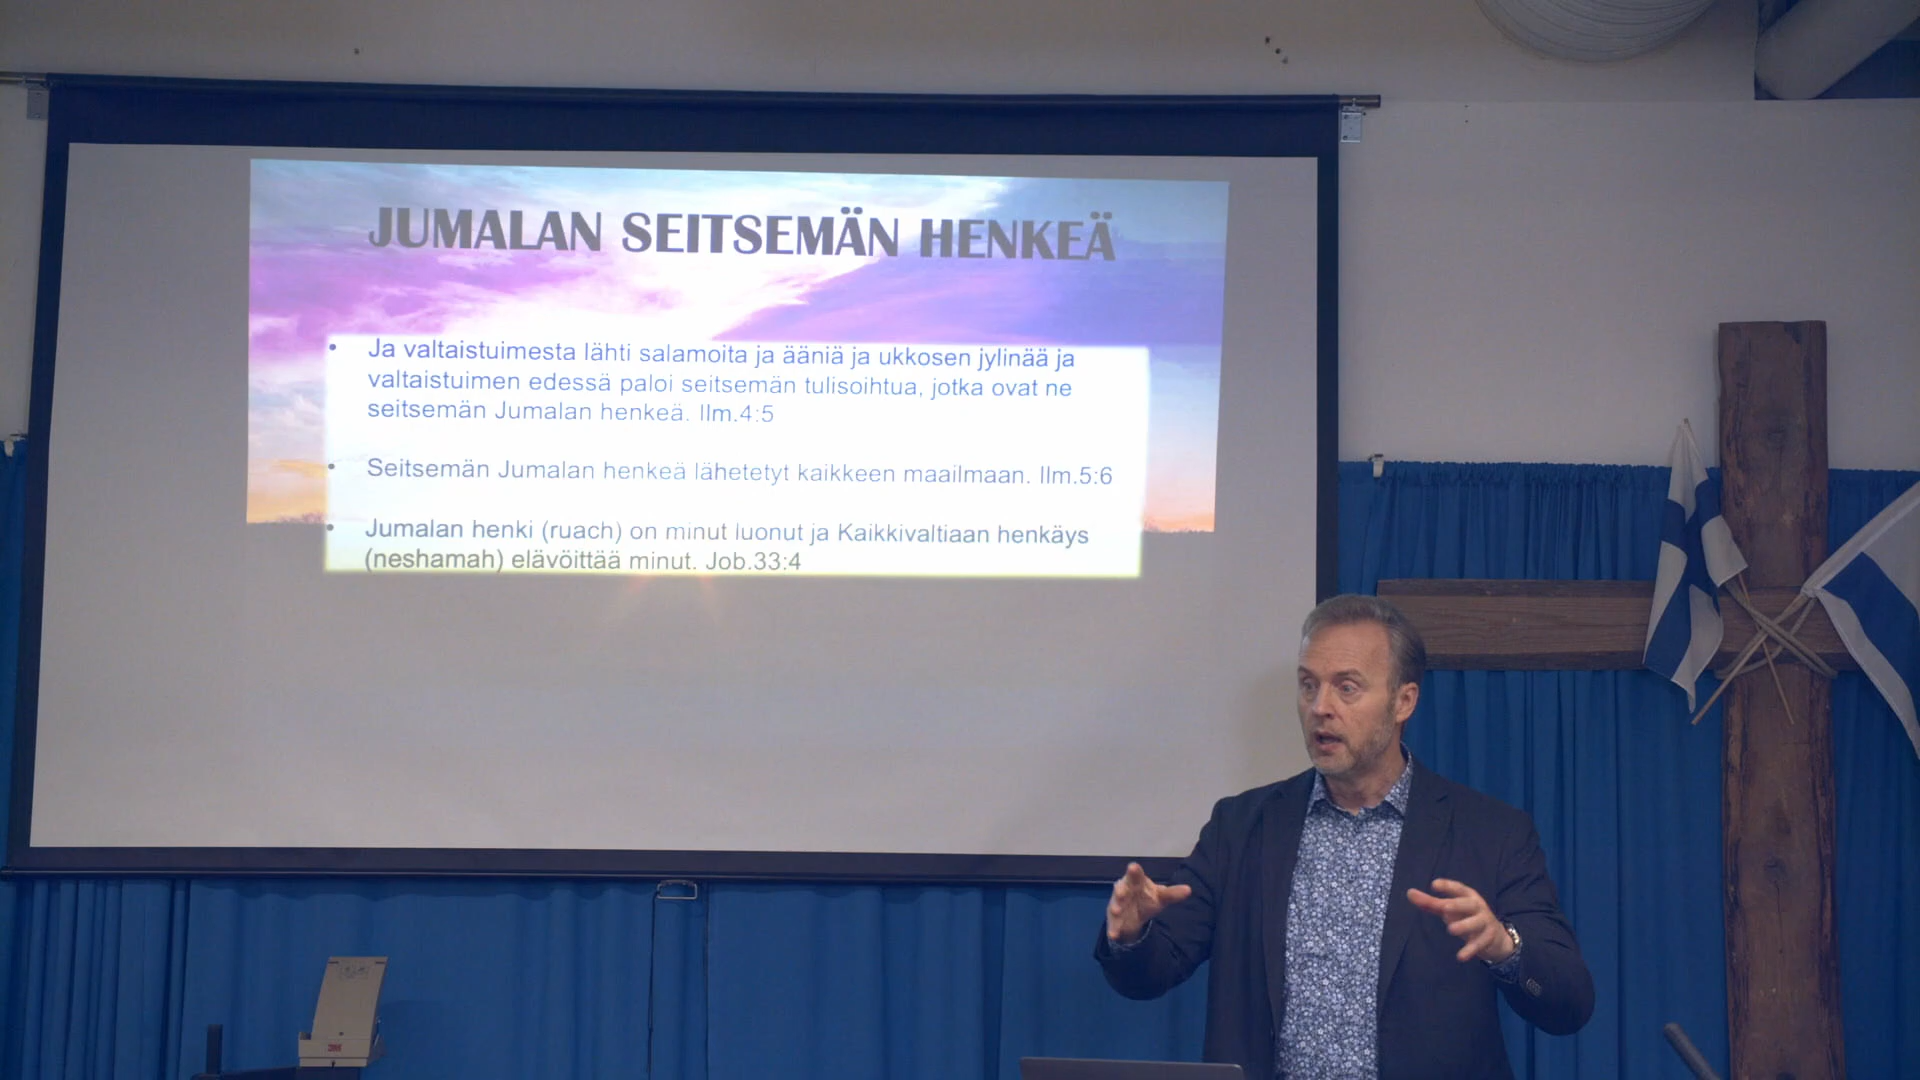 JUMALAN SEITSEMÄN HENKEÄ
• Ja valtaistuimesta lähti salamoita ja ääniä ja ukkosen jylinää ja
valtaistuimen edessä paloi seitsemän tulisoihtua, jotka ovat ne
seitsemän Jumalan henkeä. Ilm.4:5
• Seitsemän Jumalan henkeä lähetetyt kaikkeen maailmaan. Ilm.5:6
• Jumalan henki (ruach) on minut luonut ja Kaikkivaltiaan henkäys
(neshamah) elävöittää minut. Job.33:4